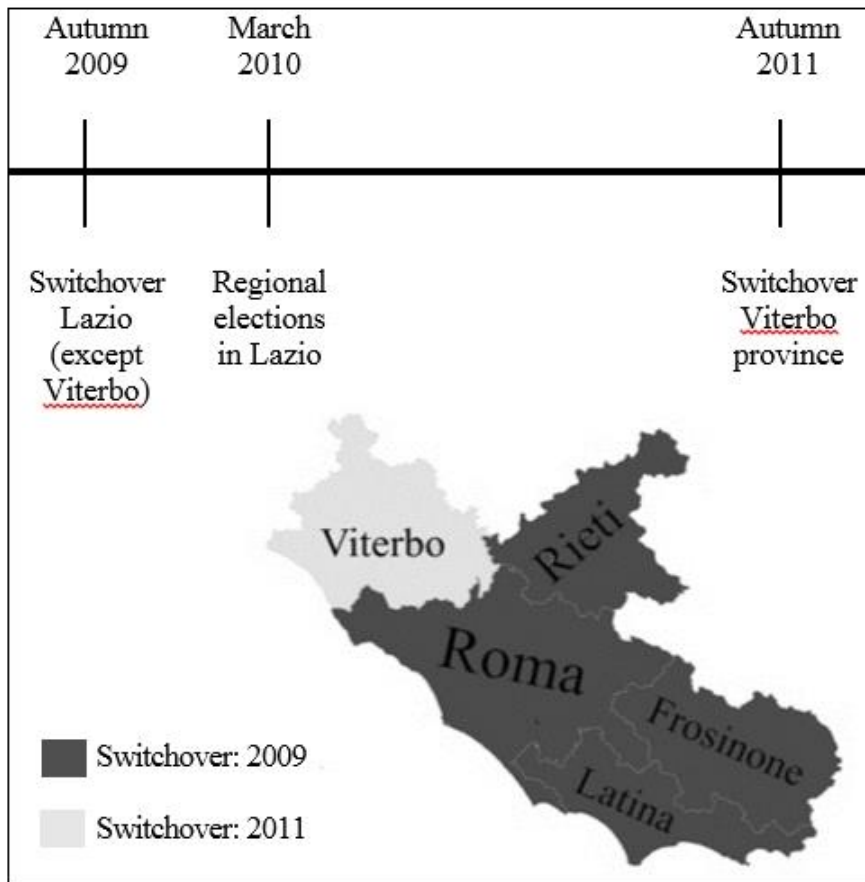 Autumn
2009
March
2010
Autumn
2011
Switchover
Lazio
(except
Viterbo)
Regional
elections
in Lazio
Switchover
Viterbo
province
Viterbo
Rieti
Roma
Frosinone
Latina
Switchover: 2009
Switchover: 2011